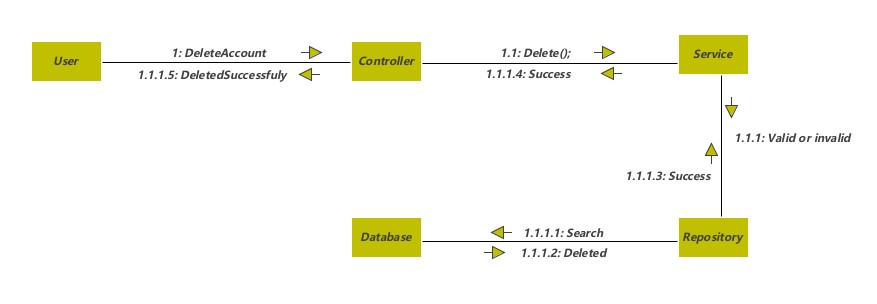 1: DeleteAccount
1.1: Delete();
User
Controller
Service
1.1.1.5: DeletedSuccessfuly
1.1.1.4: Success
1.1.1: Valid or invalid
1.1.1.3: Success
1.1.1.1: Search
Database
Repository
1.1.1.2: Deleted